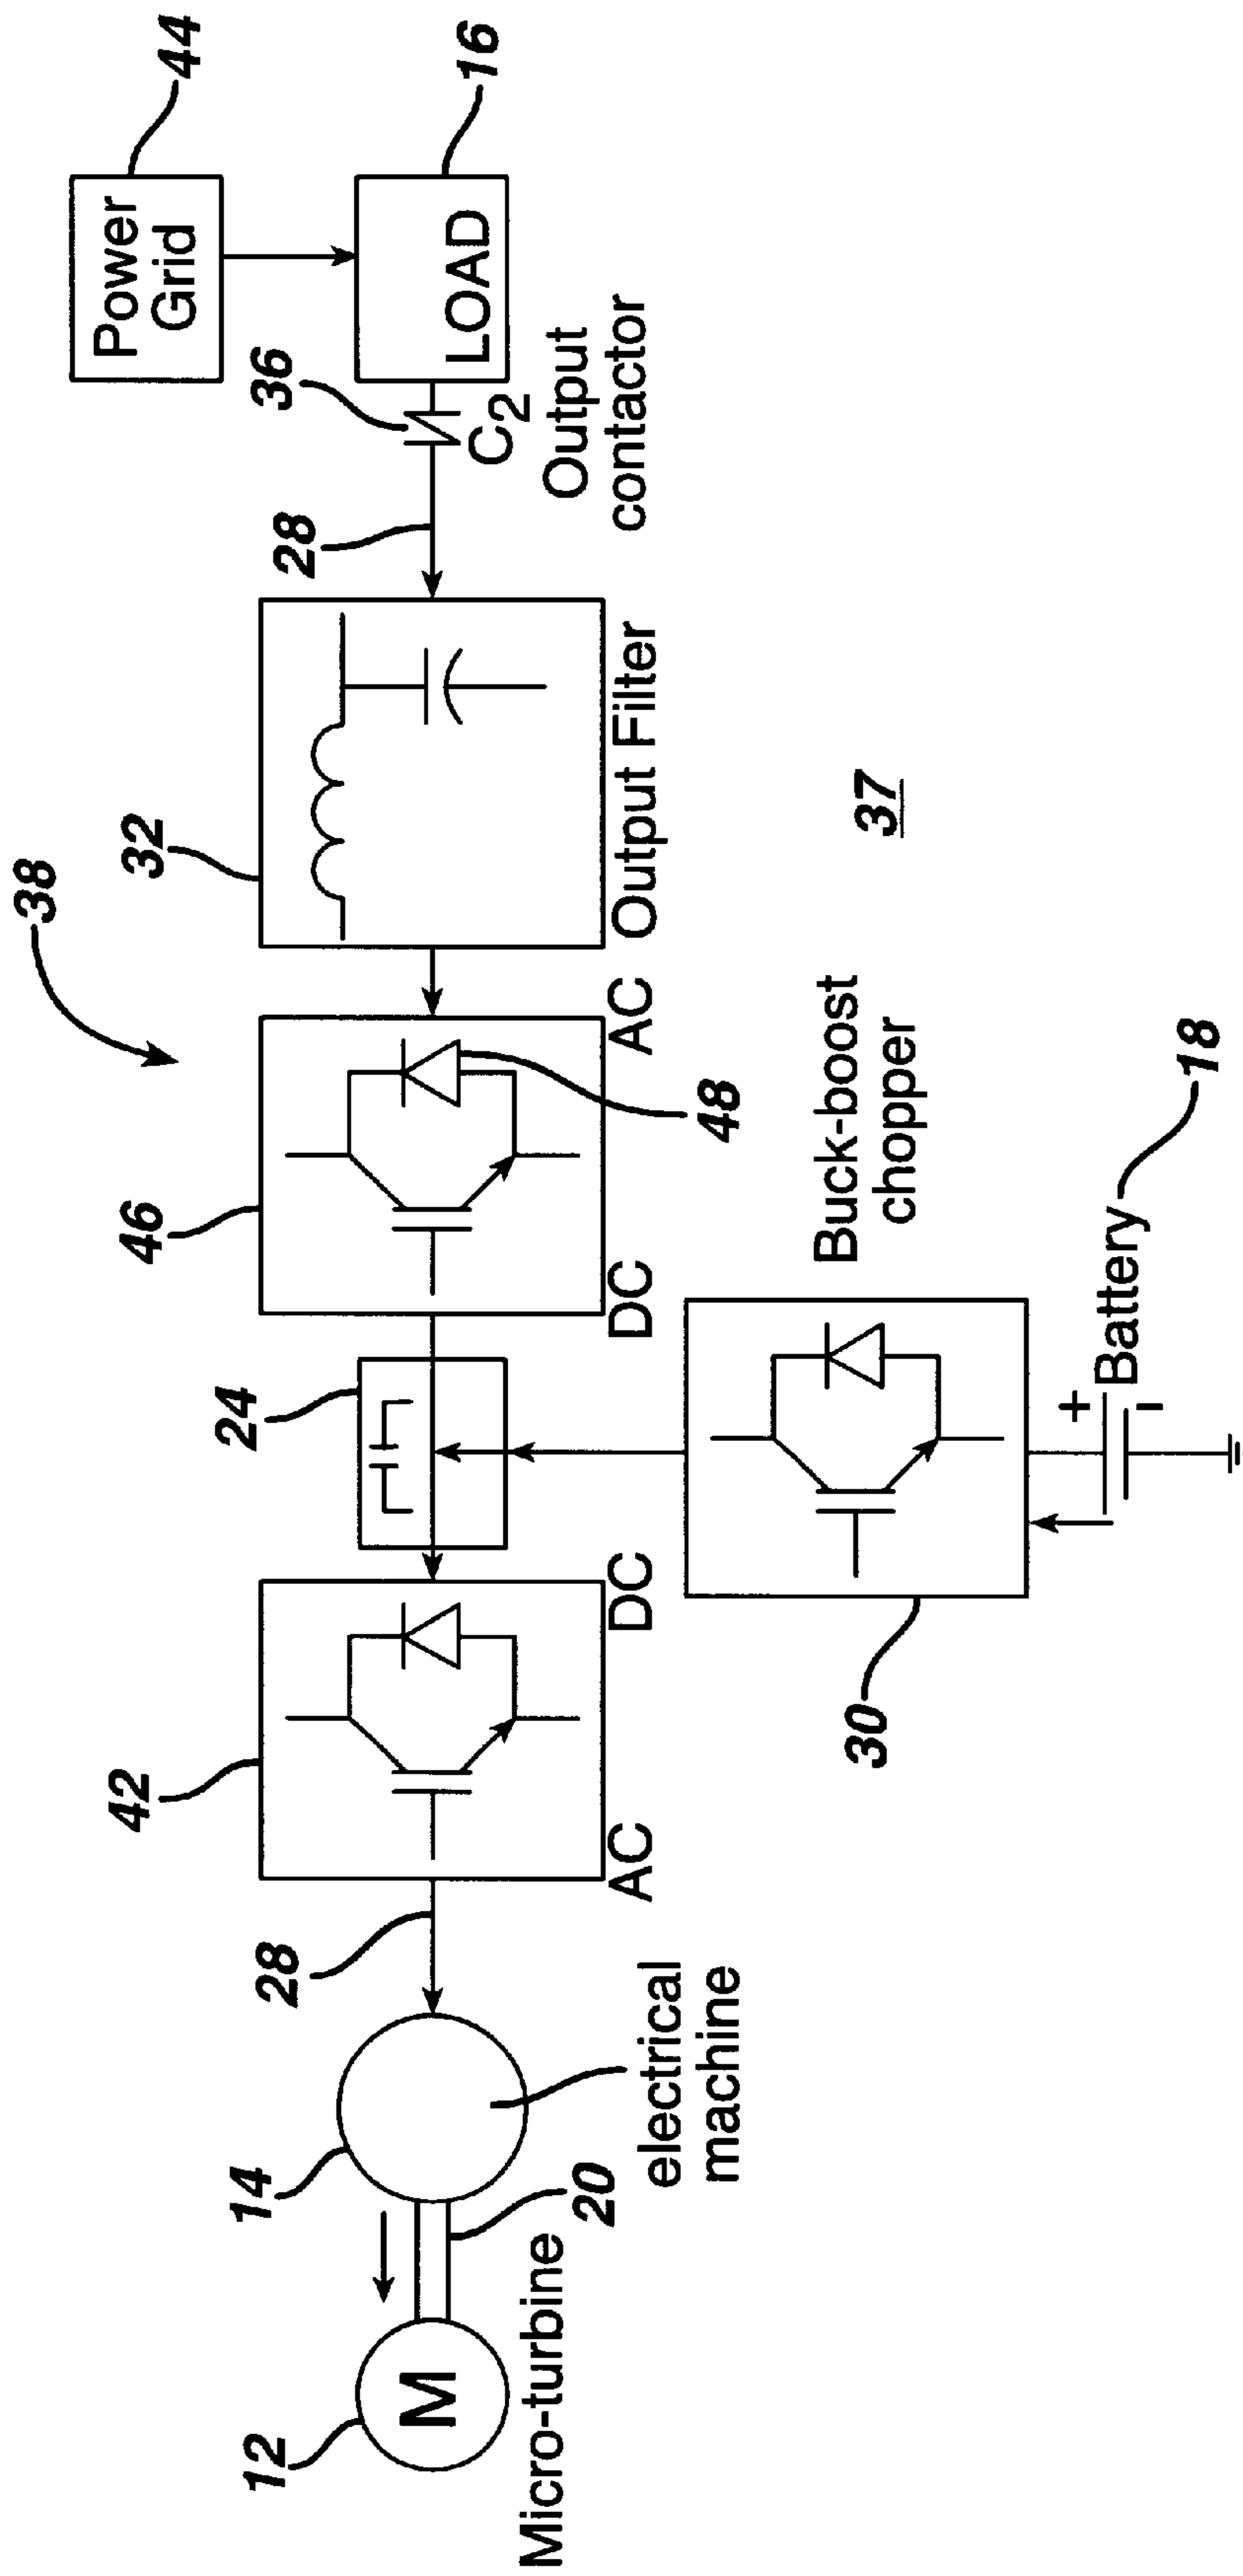 44
Power
Grid
16
LOAD
36
C2
Output
contactor
28
38
32
Output Filter
37
46
AC
DC
48
24
Buck-boost
chopper
18
Battery
+
-
30
42
DC
AC
28
14
electrical
machine
20
12
M
Micro-turbine